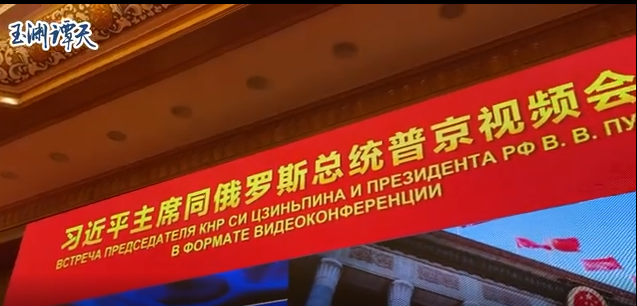 玉渊谭天
习近平主席同俄罗斯总统普京视频会
ВСТРЕЧА ПРЕДСЕДАТЕЛЯ КНР СИ ЦЗИНЬПИНА И ПРЕЗИДЕНТА РФ В. В. ПУ
В ФОРМАТЕ ВИДЕОКОНФЕРЕНЦИИ